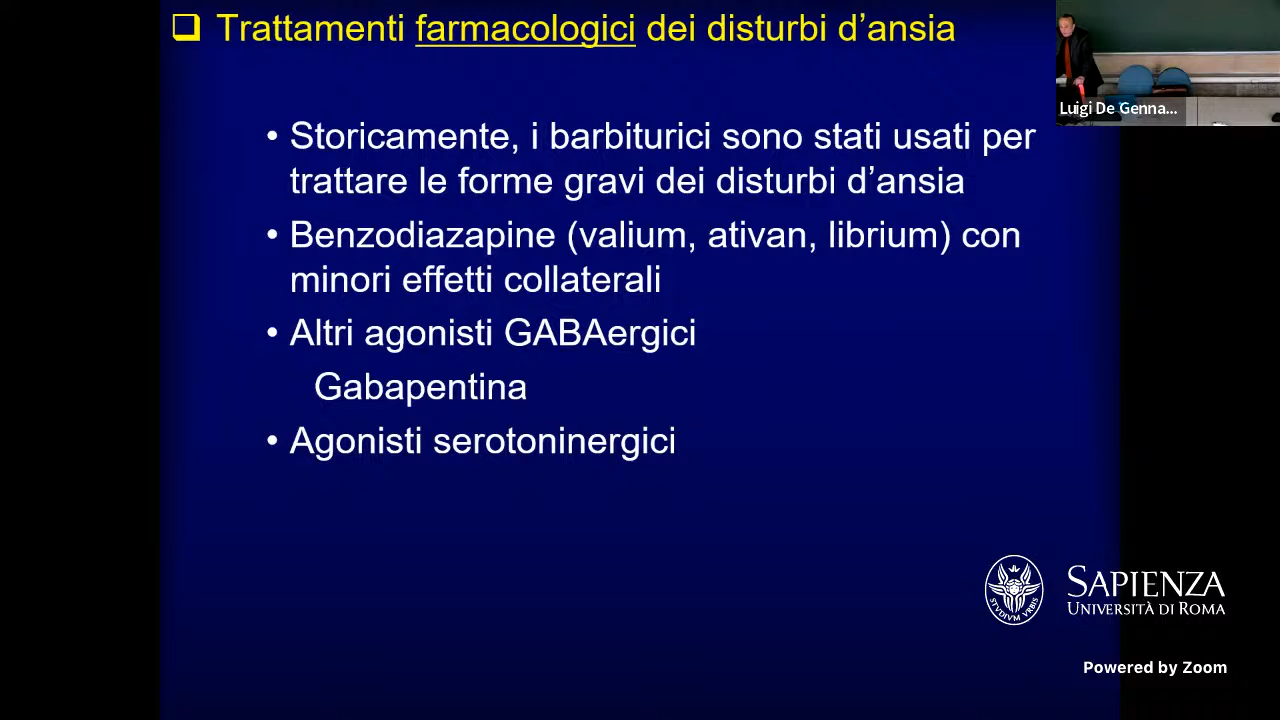 ❑ Trattamenti farmacologici dei disturbi d’ansia
Luigi De Genna...
• Storicamente, i barbiturici sono stati usati per
trattare le forme gravi dei disturbi d’ansia
• Benzodiazapine (valium, ativan, librium) con
minori effetti collaterali
• Altri agonisti GABAergici
Gabapentina
• Agonisti serotoninergici
STVDIVM VRBIS
SAPIENZA
UNIVERSITÀ DI ROMA
Powered by Zoom